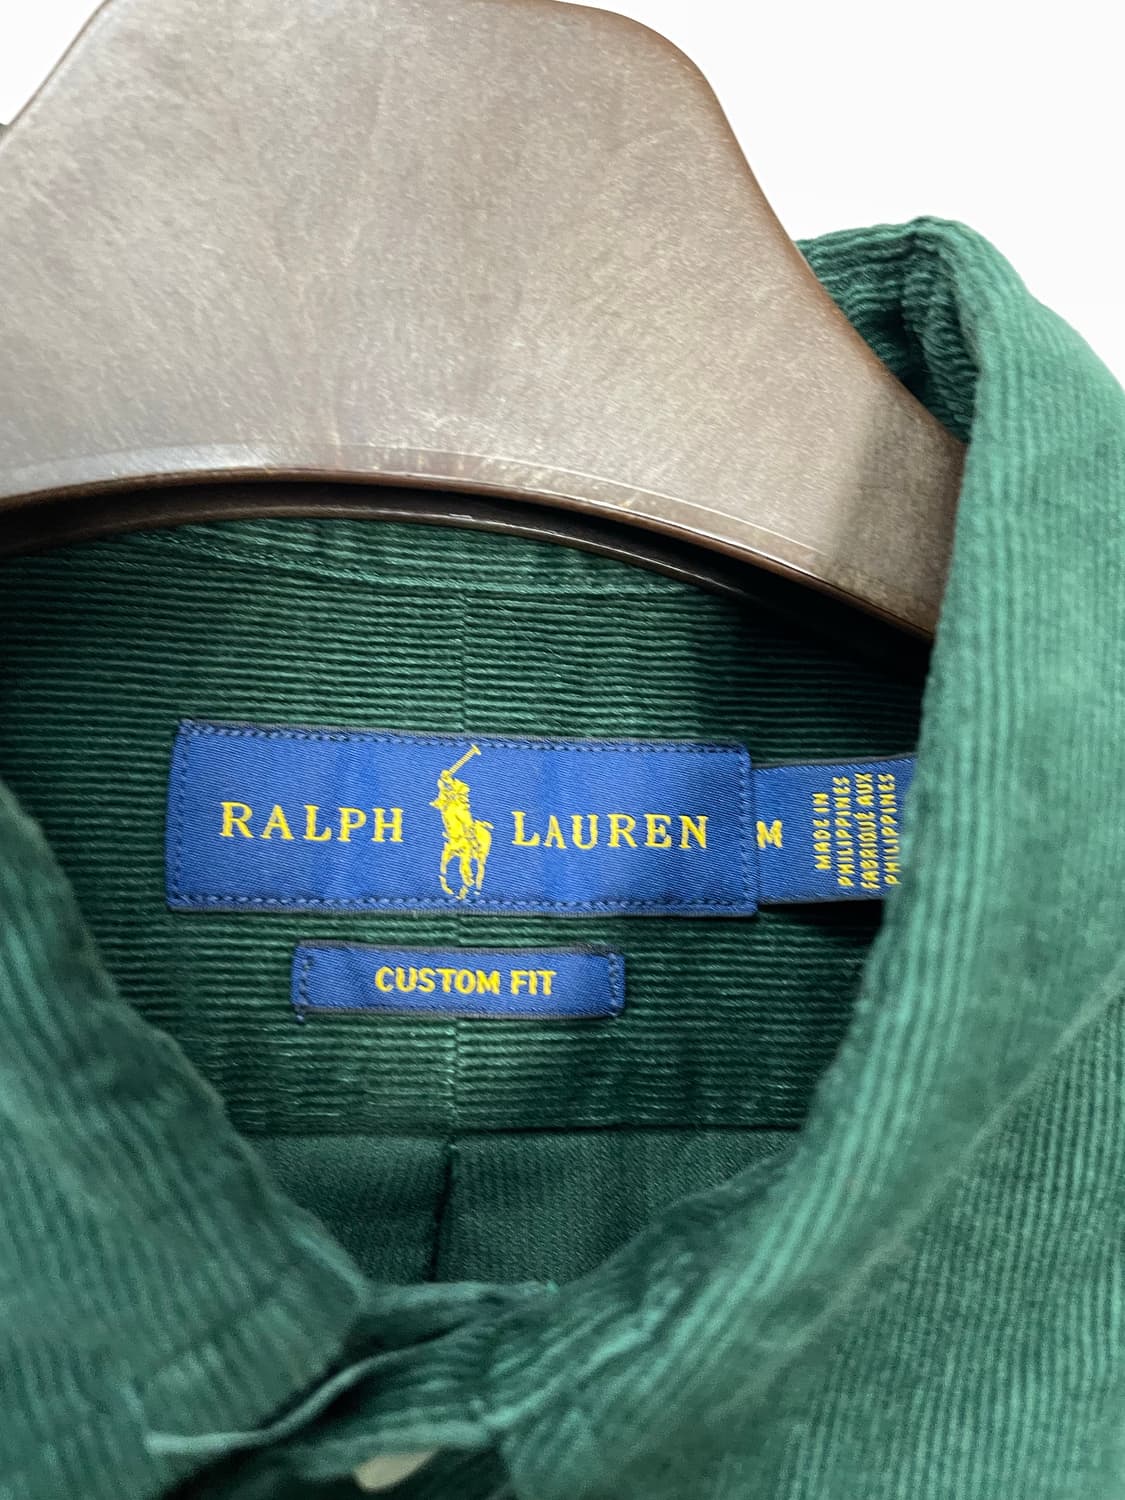 RALPH LAUREN
M
MADE IN
PHILIPPINES
FABRIQUÉ AUX
PHILIPPINES
CUSTOM FIT